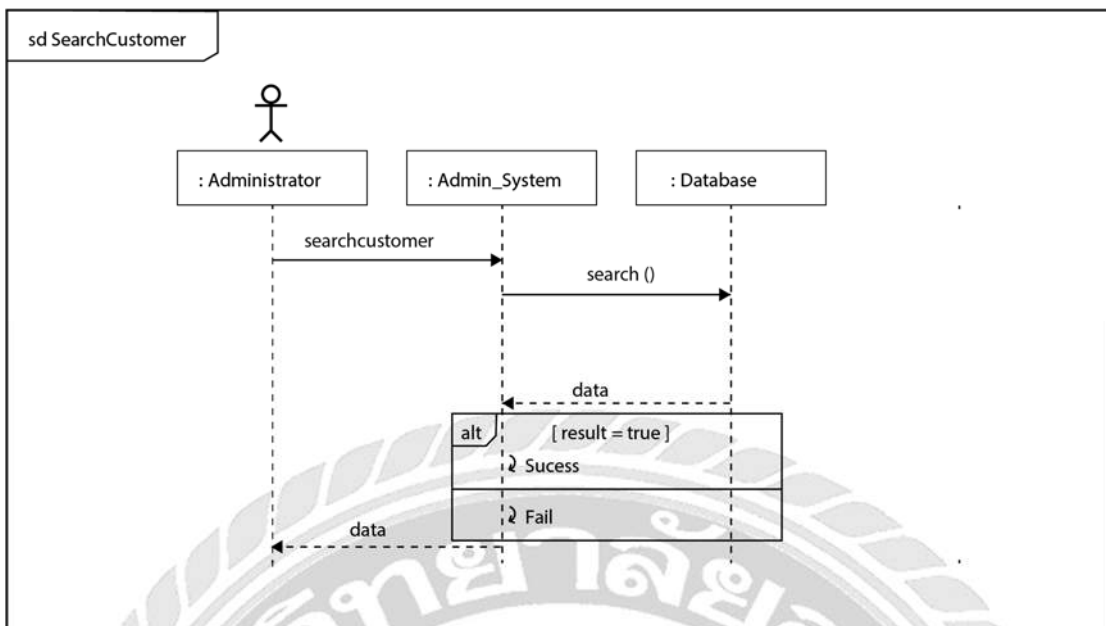 sd SearchCustomer
: Administrator
: Admin_System
: Database
searchcustomer
search ()
data
alt
[ result = true ]
Sucess
Fail
data